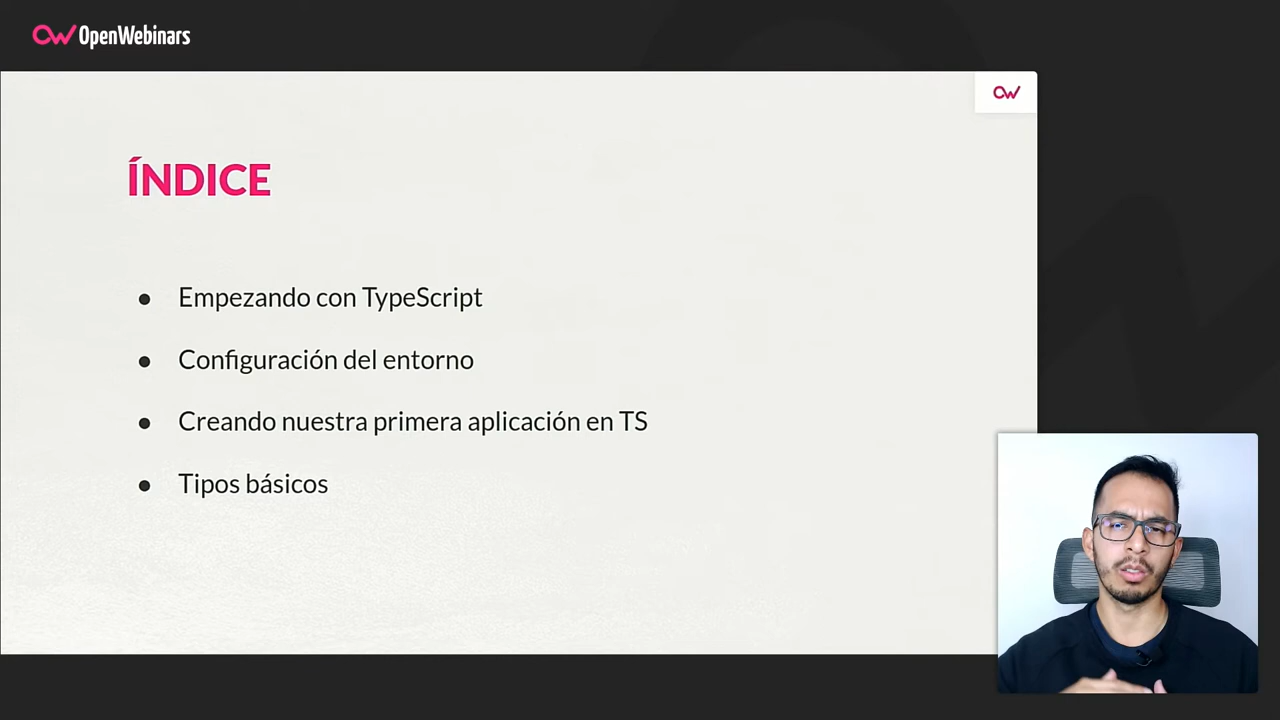 OpenWebinars
ÍNDICE
● Empezando con TypeScript
● Configuración del entorno
● Creando nuestra primera aplicación en TS
● Tipos básicos